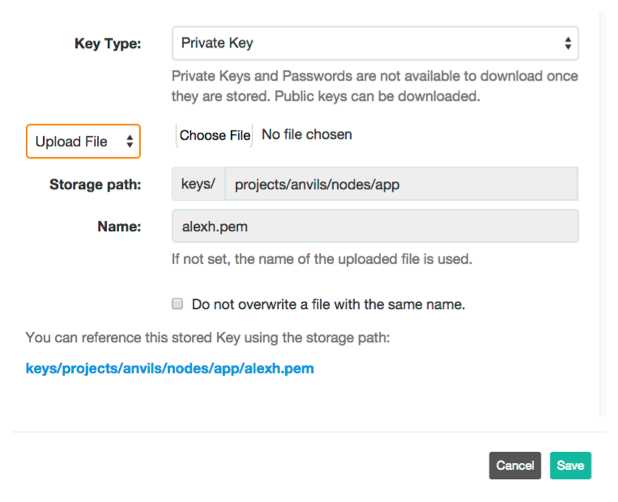 Key Type: Private Key
Private Keys and Passwords are not available to download once
they are stored. Public keys can be downloaded.
Upload File Choose File No file chosen
Storage path: keys/ projects/anvils/nodes/app
Name: alexh.pem
If not set, the name of the uploaded file is used.
Do not overwrite a file with the same name.
You can reference this stored Key using the storage path:
keys/projects/anvils/nodes/app/alexh.pem
Cancel Save